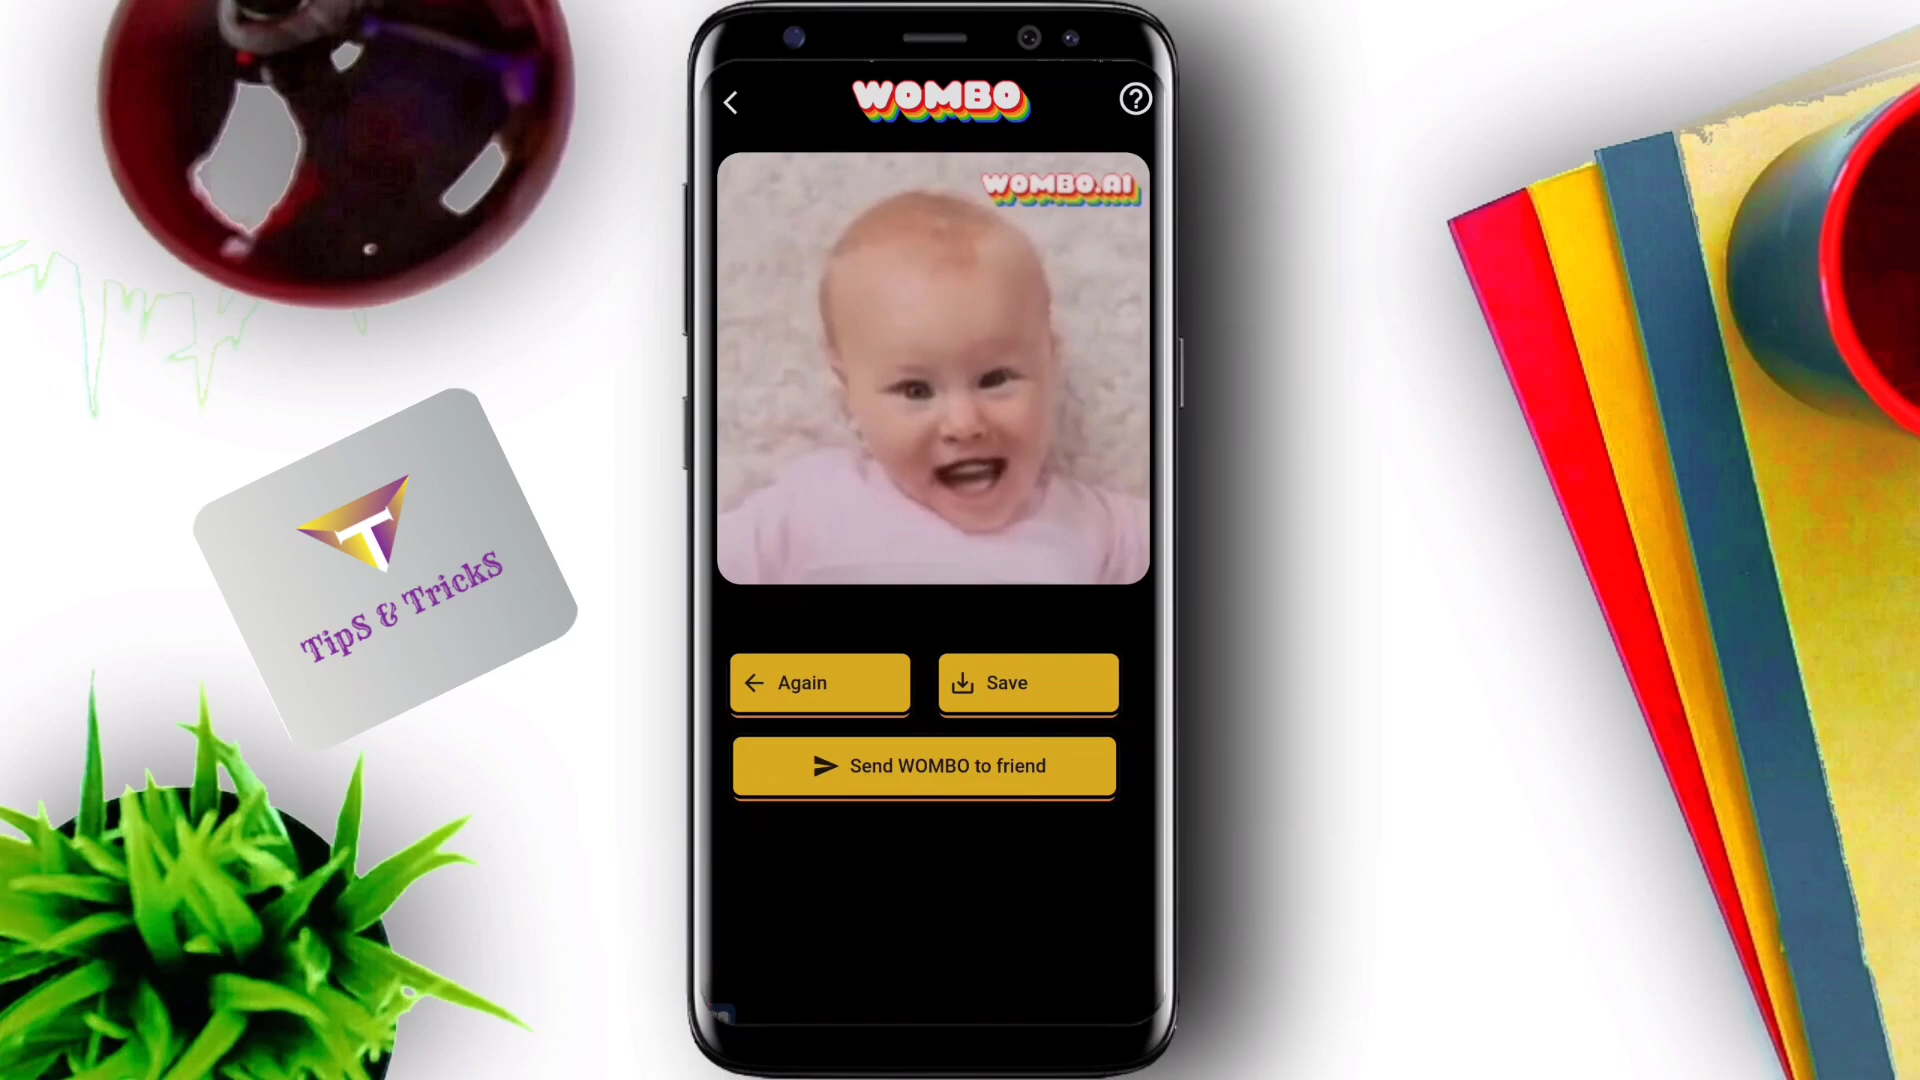 WOMBO
WOMBO.AI
T
TipS & TrickS
Again
Save
Send WOMBO to friend